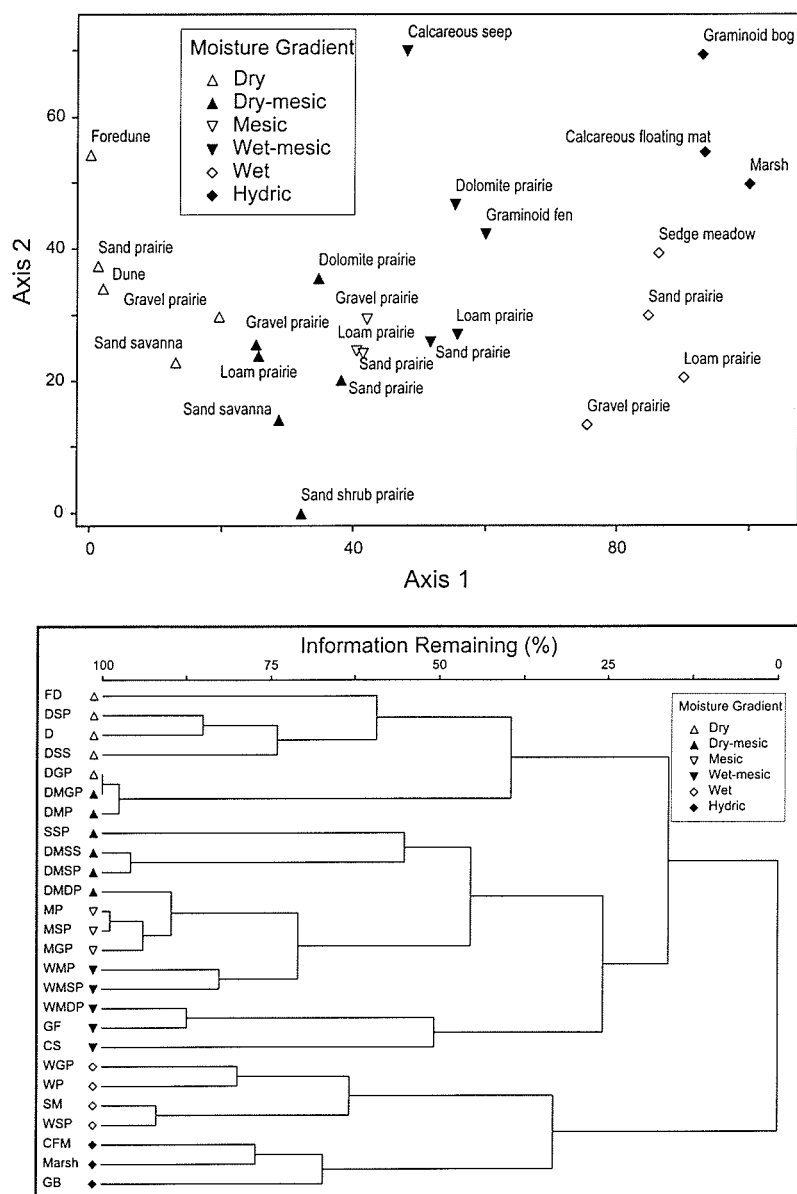 Moisture Gradient
Dry
Dry-mesic
Mesic
Wet-mesic
Wet
Hydric
Calcareous seep
Graminoid bog
Foredune
Calcareous floating mat
Marsh
Dolomite prairie
Graminoid fen
Sedge meadow
Sand prairie
Dune
Dolomite prairie
Gravel prairie
Gravel prairie
Sand prairie
Gravel prairie
Loam prairie
Loam prairie
Sand savanna
Loam prairie
Sand prairie
Sand prairie
Loam prairie
Sand prairie
Sand savanna
Gravel prairie
Sand shrub prairie
60
40
20
0
Axis 2
0 40 80
Axis 1
Information Remaining (%)
100 75 50 25 0
Moisture Gradient
Dry
Dry-mesic
Mesic
Wet-mesic
Wet
Hydric
FD
DSP
D
DSS
DGP
DMGP
DMP
SSP
DMSS
DMSP
DMDP
MP
MSP
MGP
WMP
WMSP
WMDP
GF
CS
WGP
WP
SM
WSP
CFM
Marsh
GB